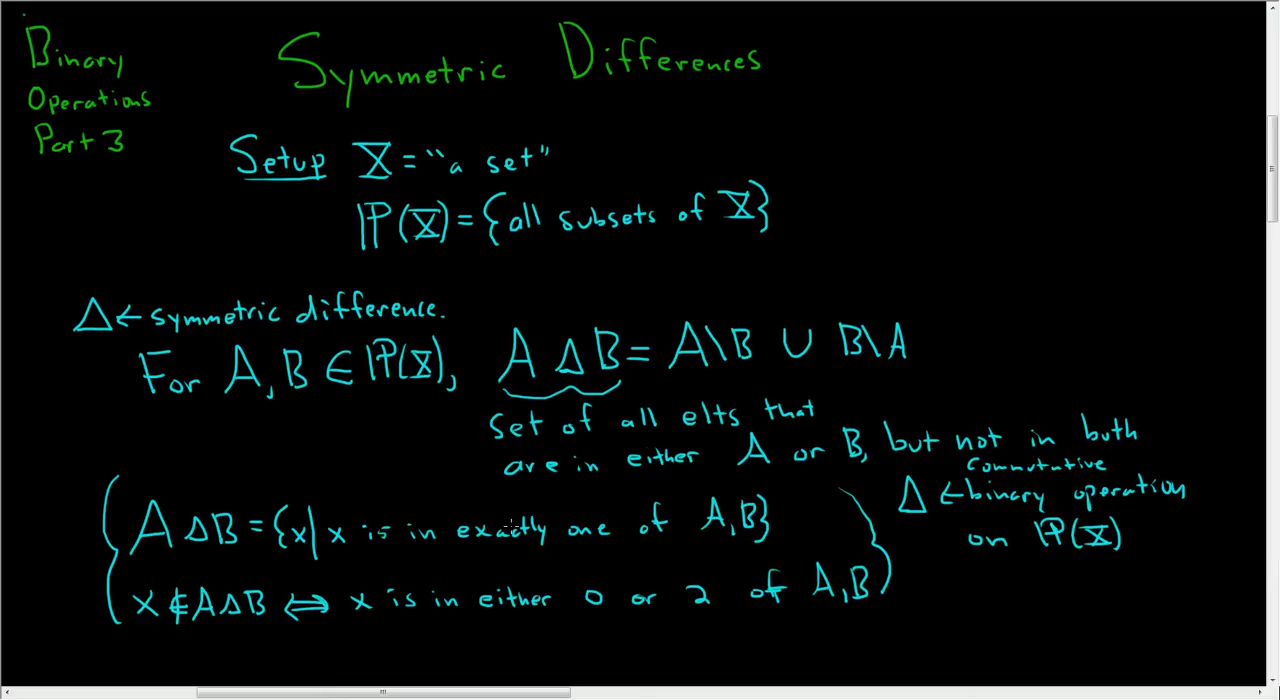 Binary
Operations
Part 3
Symmetric Differences
Setup X = "a set"
P(X) = {all subsets of X}
Δ ← symmetric difference.
For A, B ∈ P(X), A Δ B = A\B ∪ B\A
set of all elts that
are in either A or B, but not in both
A Δ B = {x| x is in exactly one of A, B}
x ∉ A Δ B ⟺ x is in either 0 or 2 of A, B
commutative
Δ ← binary operation
on P(X)